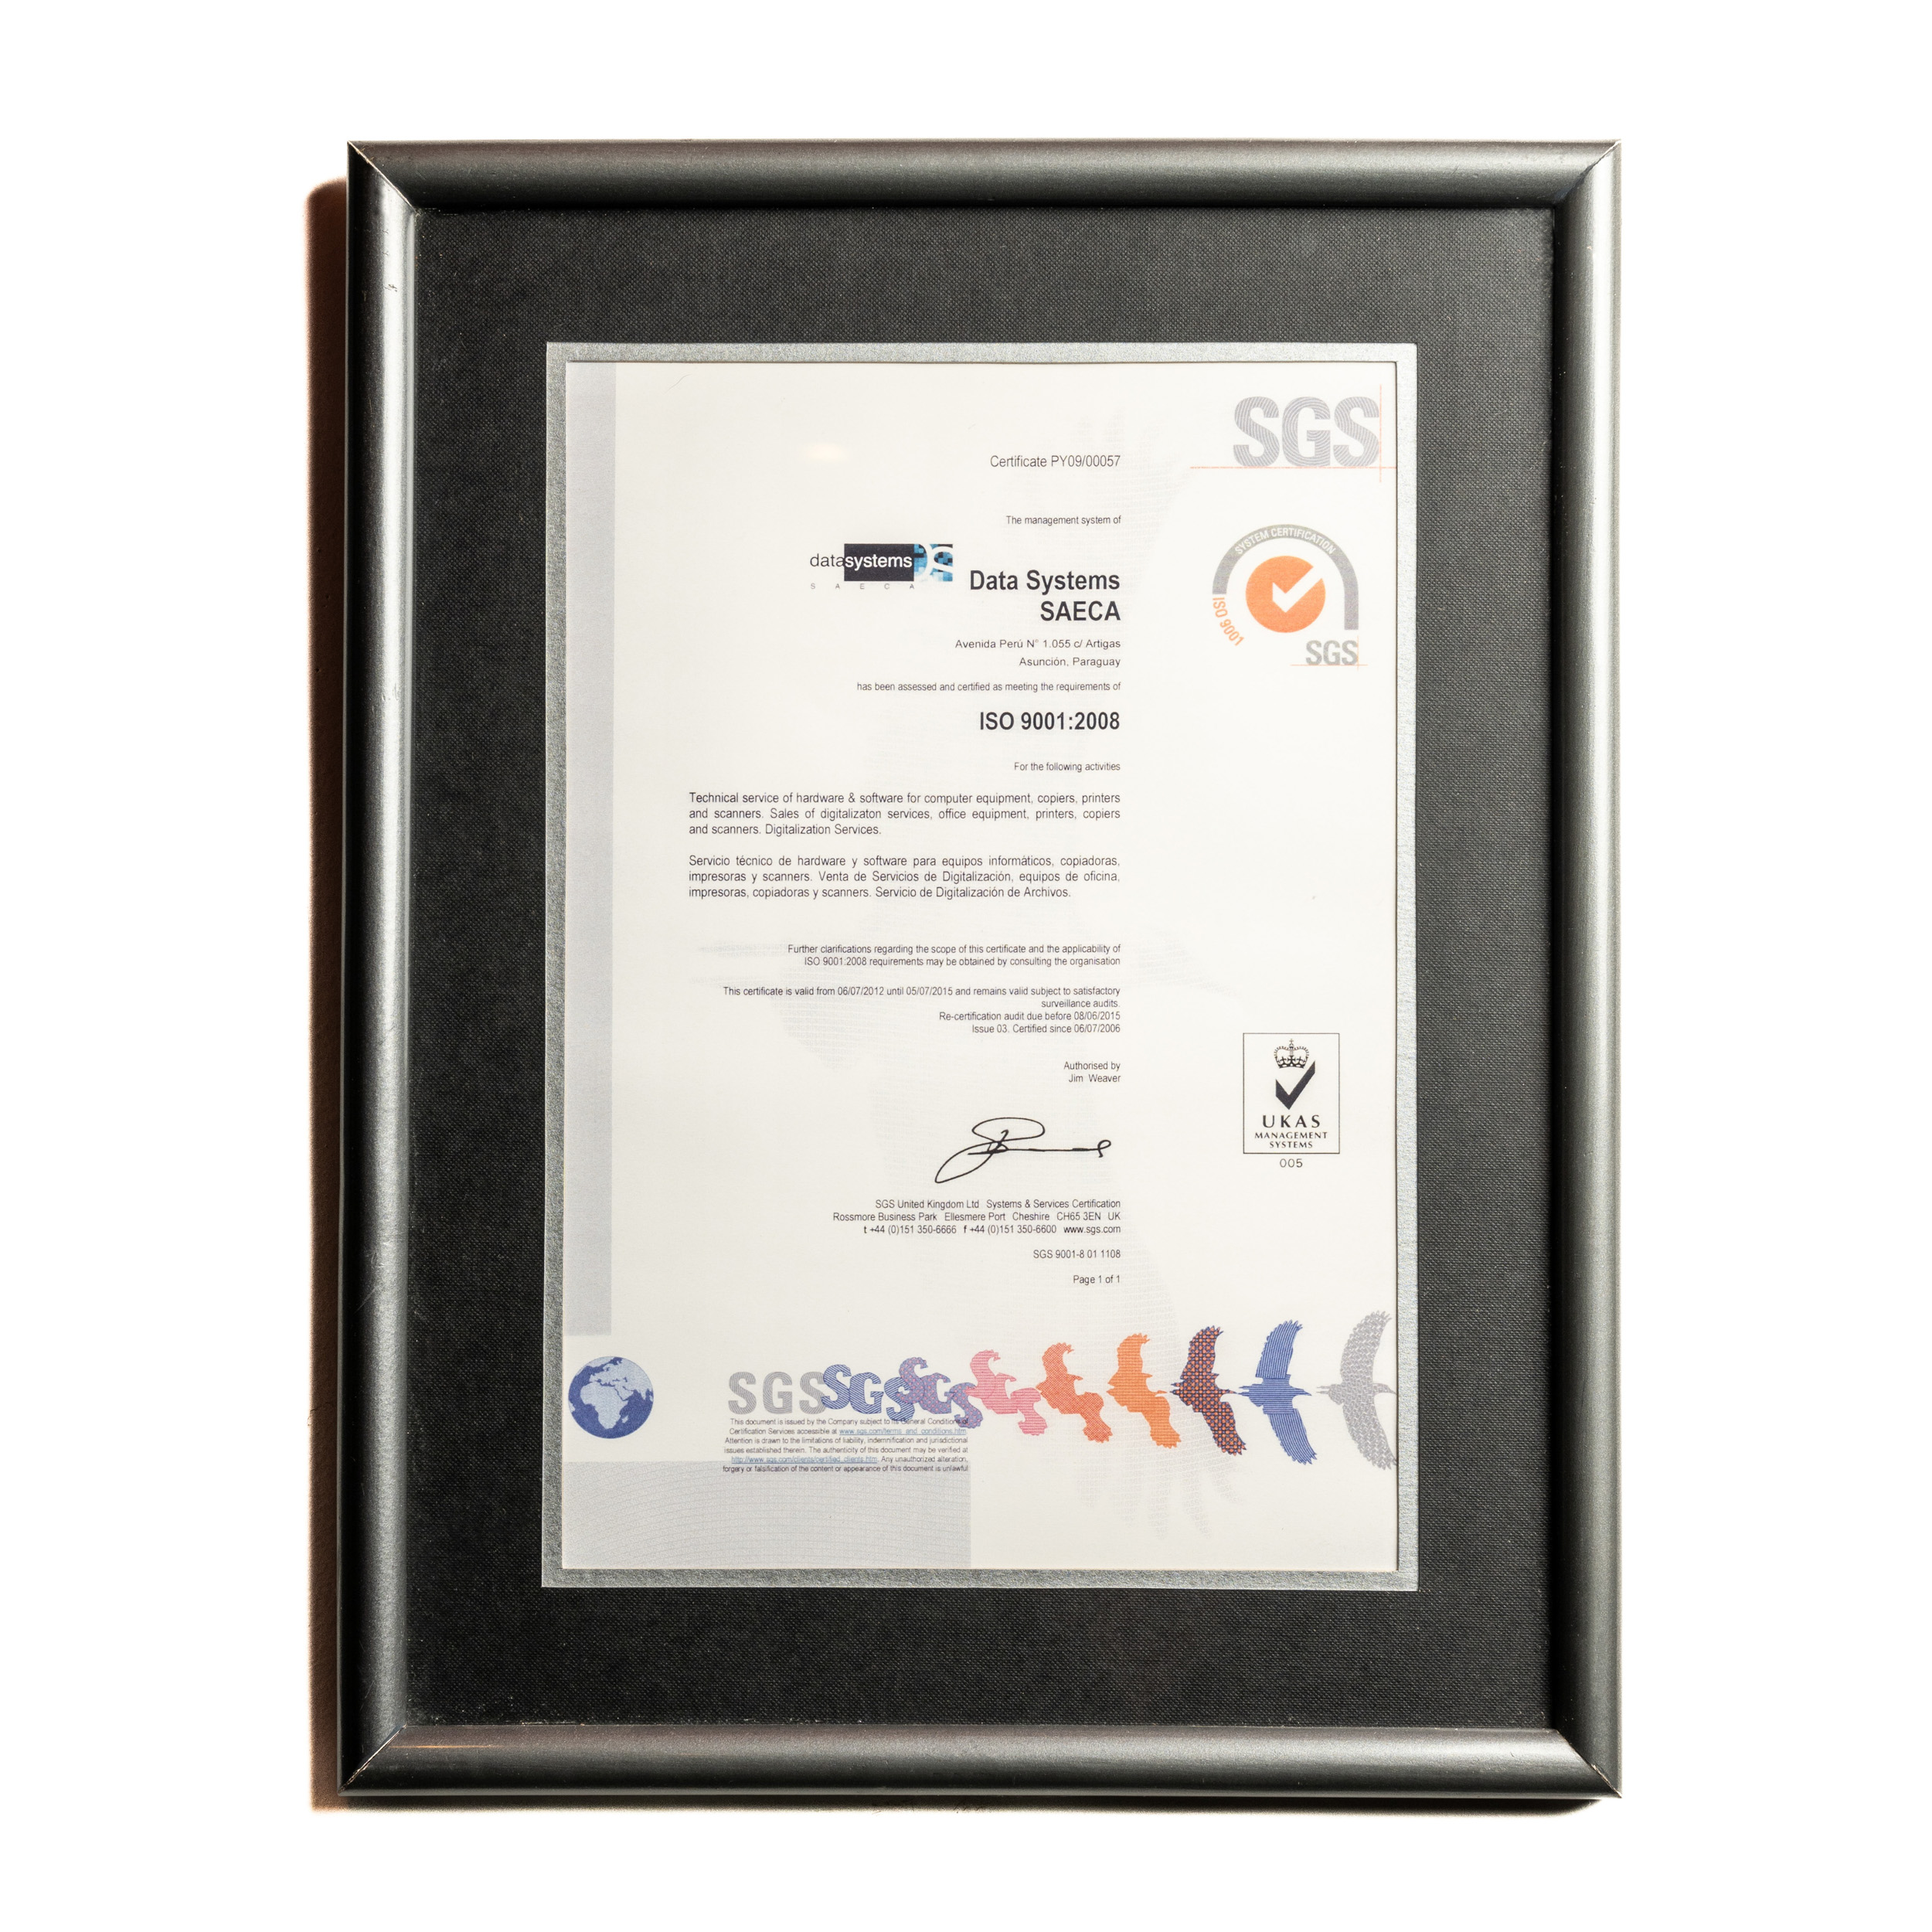 SGS
Certificate PY09/00057
The management system of
datasystems DS
S A E C A
Data Systems
SAECA
SYSTEM CERTIFICATION
ISO 9001
SGS
Avenida Perú N° 1.055 c/ Artigas
Asunción, Paraguay
has been assessed and certified as meeting the requirements of
ISO 9001:2008
For the following activities
Technical service of hardware & software for computer equipment, copiers, printers
and scanners. Sales of digitalizaton services, office equipment, printers, copiers
and scanners. Digitalization Services.
Servicio técnico de hardware y software para equipos informáticos, copiadoras,
impresoras y scanners. Venta de Servicios de Digitalización, equipos de oficina,
impresoras, copiadoras y scanners. Servicio de Digitalización de Archivos.
Further clarifications regarding the scope of this certificate and the applicability of
ISO 9001:2008 requirements may be obtained by consulting the organisation
This certificate is valid from 06/07/2012 until 05/07/2015 and remains valid subject to satisfactory
surveillance audits.
Re-certification audit due before 08/06/2015
Issue 03. Certified since 06/07/2006
Authorised by
Jim Weaver
UKAS
MANAGEMENT
SYSTEMS
005
SGS United Kingdom Ltd Systems & Services Certification
Rossmore Business Park Ellesmere Port Cheshire CH65 3EN UK
t +44 (0)151 350-6666 f +44 (0)151 350-6600 www.sgs.com
SGS 9001-8 01 1108
Page 1 of 1
SGS SGS SGS
This document is issued by the Company subject to its General Conditions of
Certification Services accessible at www.sgs.com/terms_and_conditions.htm.
Attention is drawn to the limitations of liability, indemnification and jurisdictional
issues established therein. The authenticity of this document may be verified at
http://www.sgs.com/clients/certified_clients.htm. Any unauthorized alteration,
forgery or falsification of the content or appearance of this document is unlawful